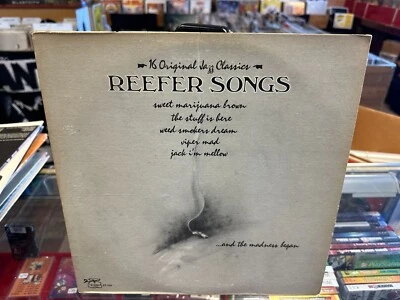 16 Original Jazz Classics
REEFER SONGS
sweet marijuana brown
the stuff is here
weed smokers dream
viper mad
jack i'm mellow
...and the madness began